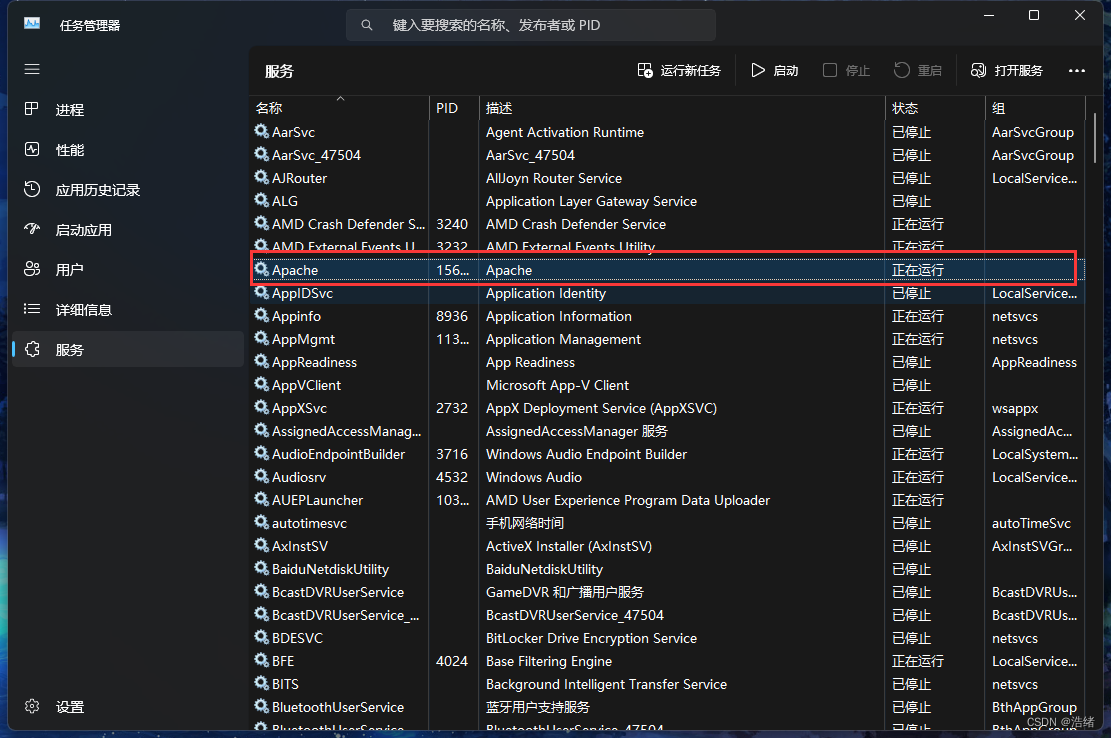 任务管理器
键入要搜索的名称、发布者或 PID
服务 运行新任务 启动 停止 重启 打开服务
进程
性能
应用历史记录
启动应用
用户
详细信息
服务
设置
名称 PID 描述 状态 组
AarSvc Agent Activation Runtime 已停止 AarSvcGroup
AarSvc_47504 AarSvc_47504 已停止 AarSvcGroup
AJRouter AllJoyn Router Service 已停止 LocalService...
ALG Application Layer Gateway Service 已停止
AMD Crash Defender S... 3240 AMD Crash Defender Service 正在运行
AMD External Events U... 3232 AMD External Events Utility 正在运行
Apache 156... Apache 正在运行
AppIDSvc Application Identity 已停止 LocalService...
Appinfo 8936 Application Information 正在运行 netsvcs
AppMgmt 113... Application Management 正在运行 netsvcs
AppReadiness App Readiness 已停止 AppReadiness
AppVClient Microsoft App-V Client 已停止
AppXSvc 2732 AppX Deployment Service (AppXSVC) 正在运行 wsappx
AssignedAccessManag... AssignedAccessManager 服务 已停止 AssignedAc...
AudioEndpointBuilder 3716 Windows Audio Endpoint Builder 正在运行 LocalSystem...
Audiosrv 4532 Windows Audio 正在运行 LocalService...
AUEPLauncher 103... AMD User Experience Program Data Uploader 正在运行
autotimesvc 手机网络时间 已停止 autoTimeSvc
AxInstSV ActiveX Installer (AxInstSV) 已停止 AxInstSVGr...
BaiduNetdiskUtility BaiduNetdiskUtility 已停止
BcastDVRUserService GameDVR 和广播用户服务 已停止 BcastDVRUs...
BcastDVRUserService_... BcastDVRUserService_47504 已停止 BcastDVRUs...
BDESVC BitLocker Drive Encryption Service 已停止 netsvcs
BFE 4024 Base Filtering Engine 正在运行 LocalService...
BITS Background Intelligent Transfer Service 已停止 netsvcs
BluetoothUserService 蓝牙用户支持服务 已停止 BthAppGroup
BluetoothUserService_... BluetoothUserService_47504 已停止 BthAppGroup
CSDN @浩绪